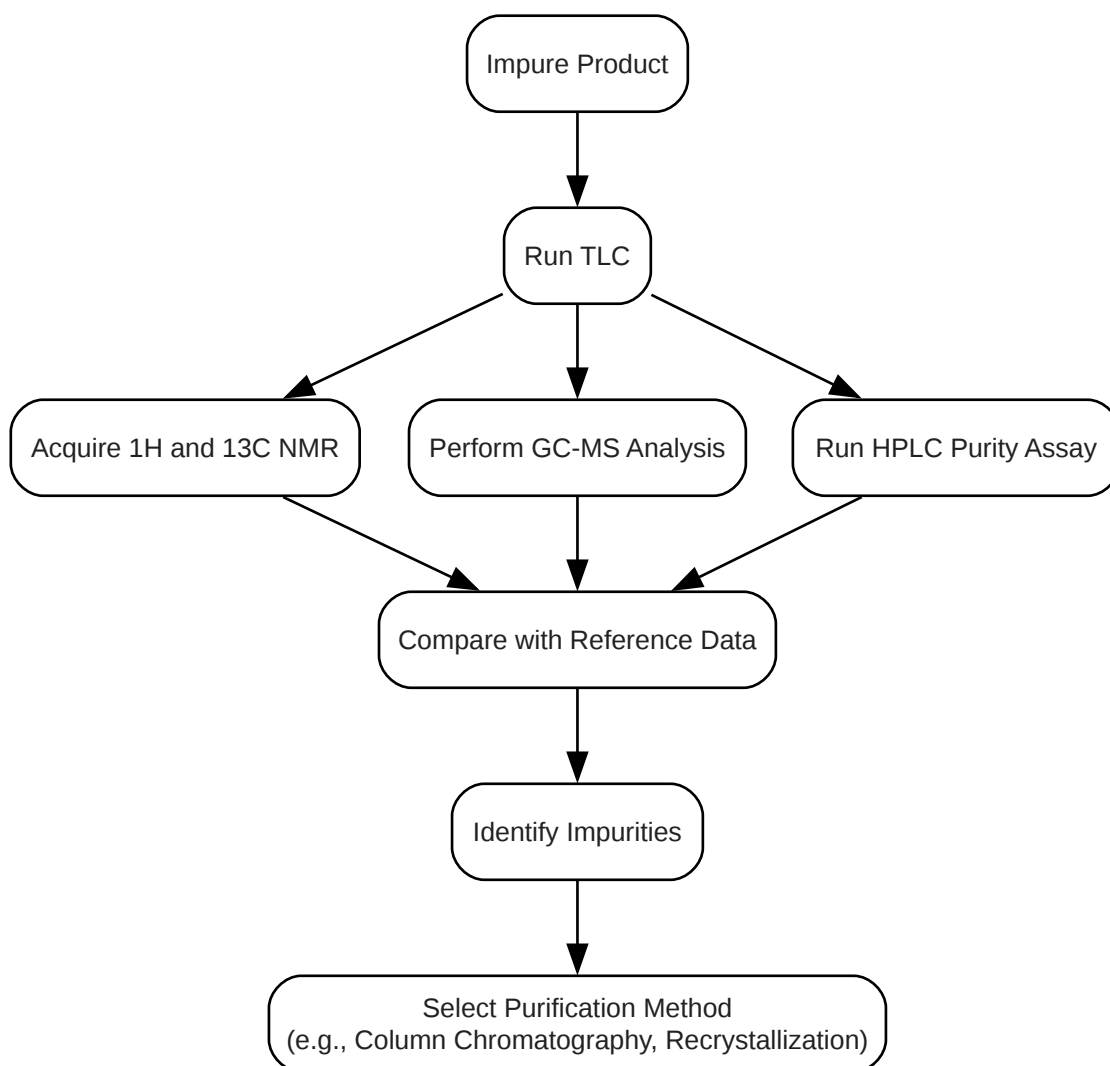 Impure Product
Run TLC
Acquire 1H and 13C NMR
Perform GC-MS Analysis
Run HPLC Purity Assay
Compare with Reference Data
Identify Impurities
Select Purification Method
(e.g., Column Chromatography, Recrystallization)